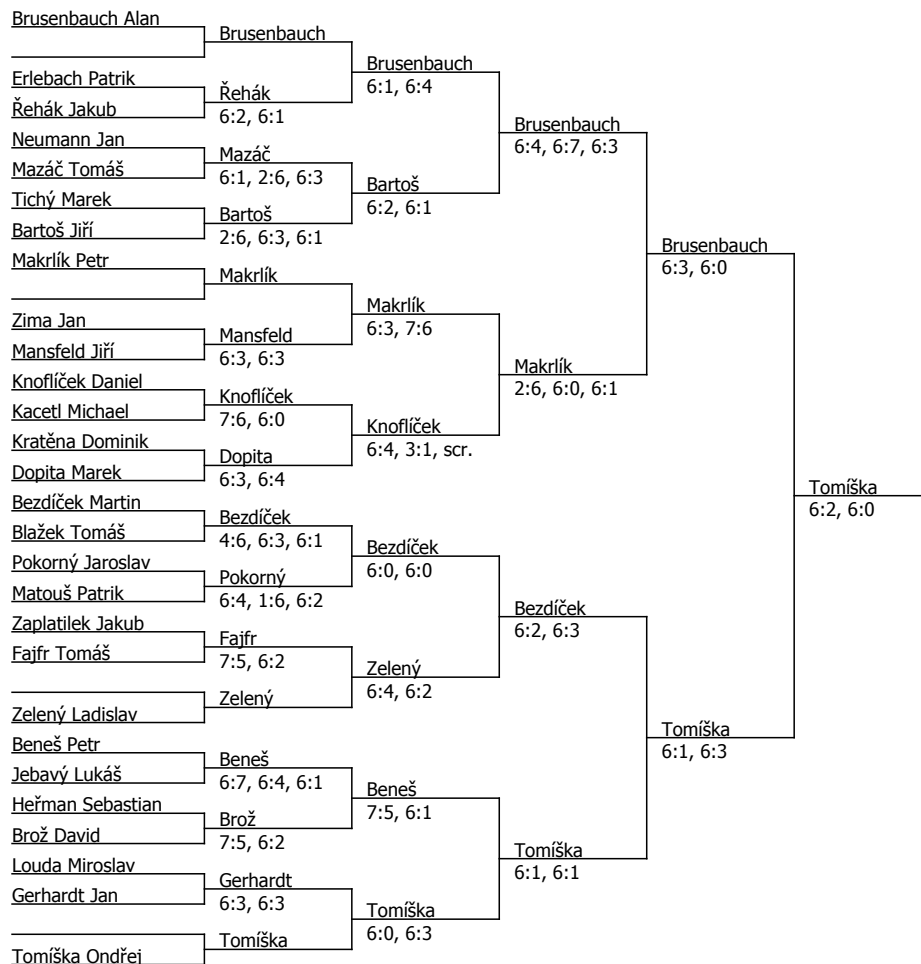 Brusenbauch Alan
Brusenbauch
Brusenbauch
6:1, 6:4
Erlebach Patrik
Řehák
6:2, 6:1
Řehák Jakub
Brusenbauch
6:4, 6:7, 6:3
Neumann Jan
Mazáč
6:1, 2:6, 6:3
Mazáč Tomáš
Bartoš
6:2, 6:1
Tichý Marek
Bartoš
2:6, 6:3, 6:1
Bartoš Jiří
Brusenbauch
6:3, 6:0
Makrlík Petr
Makrlík
Makrlík
6:3, 7:6
Zima Jan
Mansfeld
6:3, 6:3
Mansfeld Jiří
Makrlík
2:6, 6:0, 6:1
Knoflíček Daniel
Knoflíček
7:6, 6:0
Kacetl Michael
Knoflíček
6:4, 3:1, scr.
Kratěna Dominik
Dopita
6:3, 6:4
Dopita Marek
Tomíška
6:2, 6:0
Bezdíček Martin
Bezdíček
4:6, 6:3, 6:1
Blažek Tomáš
Bezdíček
6:0, 6:0
Pokorný Jaroslav
Pokorný
6:4, 1:6, 6:2
Matouš Patrik
Bezdíček
6:2, 6:3
Zaplatilek Jakub
Fajfr
7:5, 6:2
Fajfr Tomáš
Zelený
6:4, 6:2
Zelený
Zelený Ladislav
Tomíška
6:1, 6:3
Beneš Petr
Beneš
6:7, 6:4, 6:1
Jebavý Lukáš
Beneš
7:5, 6:1
Heřman Sebastian
Brož
7:5, 6:2
Brož David
Tomíška
6:1, 6:1
Louda Miroslav
Gerhardt
6:3, 6:3
Gerhardt Jan
Tomíška
6:0, 6:3
Tomíška
Tomíška Ondřej